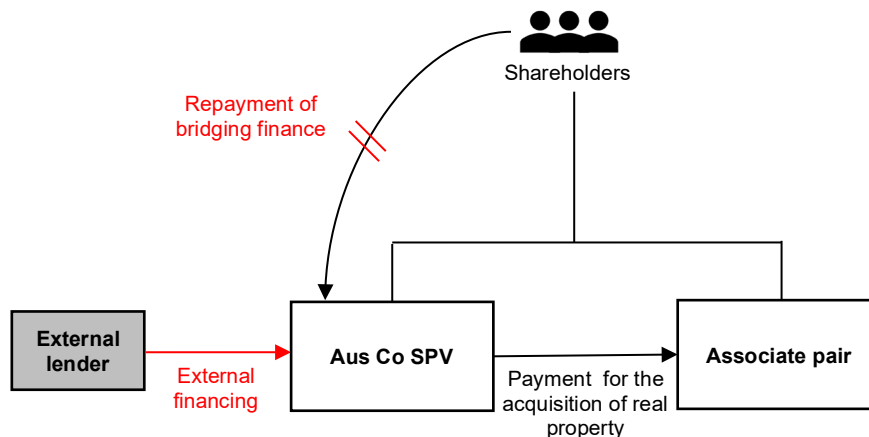 Shareholders
Repayment of
bridging finance
External
lender
External
financing
Aus Co SPV
Payment for the
acquisition of real
property
Associate pair